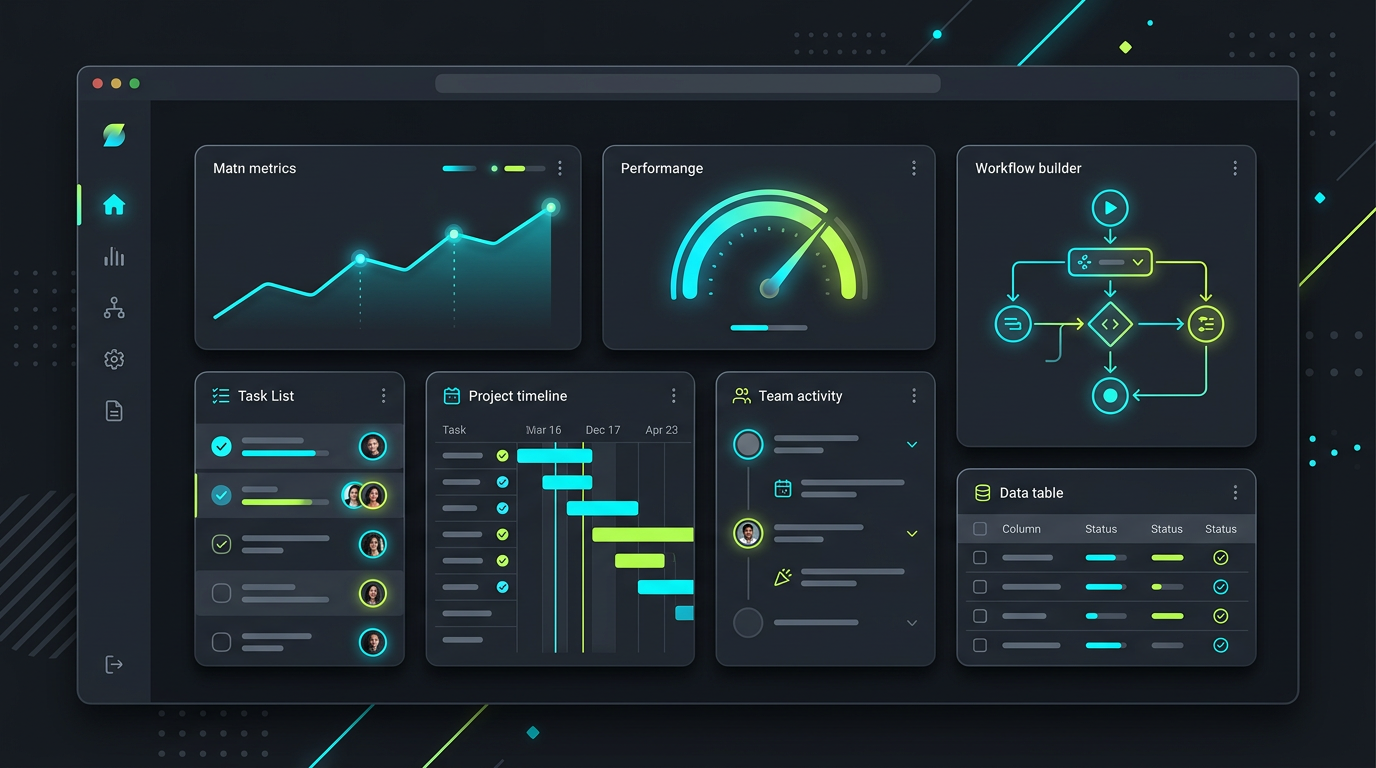 Matn metrics
Performange
Workflow builder
Task List
Project timeline
Task
Mar 16
Dec 17
Apr 23
Team activity
Data table
Column
Status
Status
Status